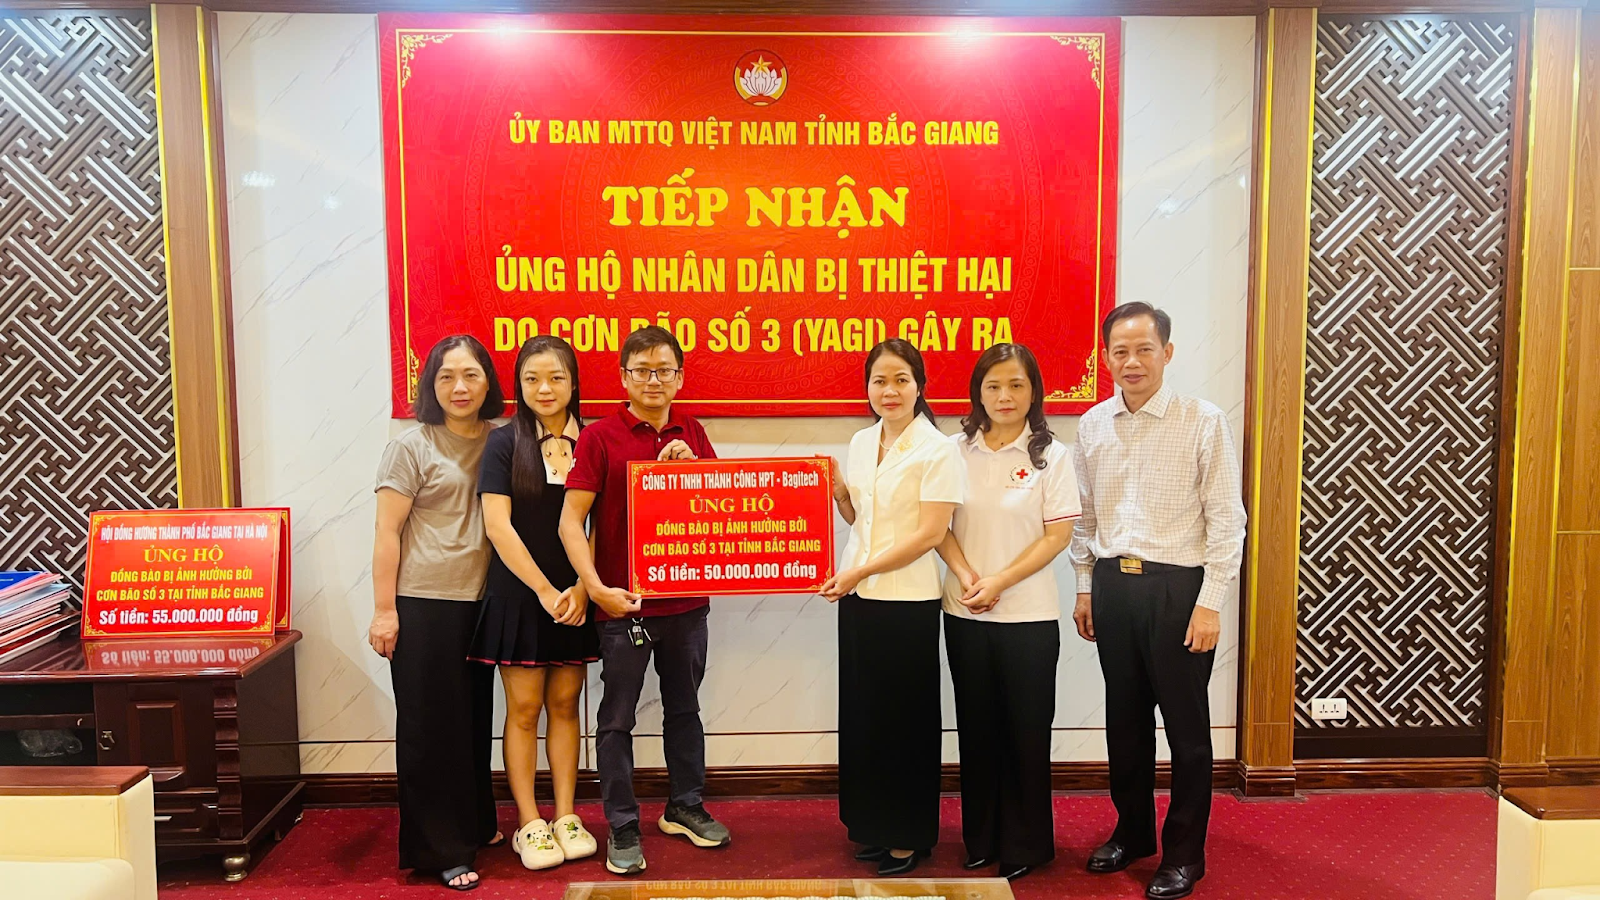 ỦY BAN MTTQ VIỆT NAM TỈNH BẮC GIANG
TIẾP NHẬN
ỦNG HỘ NHÂN DÂN BỊ THIỆT HẠI
DO CƠN BÃO SỐ 3 (YAGI) GÂY RA
CÔNG TY TNHH THÀNH CÔNG HPT - Bagitech
ỦNG HỘ
ĐỒNG BÀO BỊ ẢNH HƯỞNG BỞI
CƠN BÃO SỐ 3 TẠI TỈNH BẮC GIANG
Số tiền: 50.000.000 đồng
HỘI ĐỒNG HƯƠNG THÀNH PHỐ BẮC GIANG TẠI HÀ NỘI
ỦNG HỘ
ĐỒNG BÀO BỊ ẢNH HƯỞNG BỞI
CƠN BÃO SỐ 3 TẠI TỈNH BẮC GIANG
Số tiền: 55.000.000 đồng